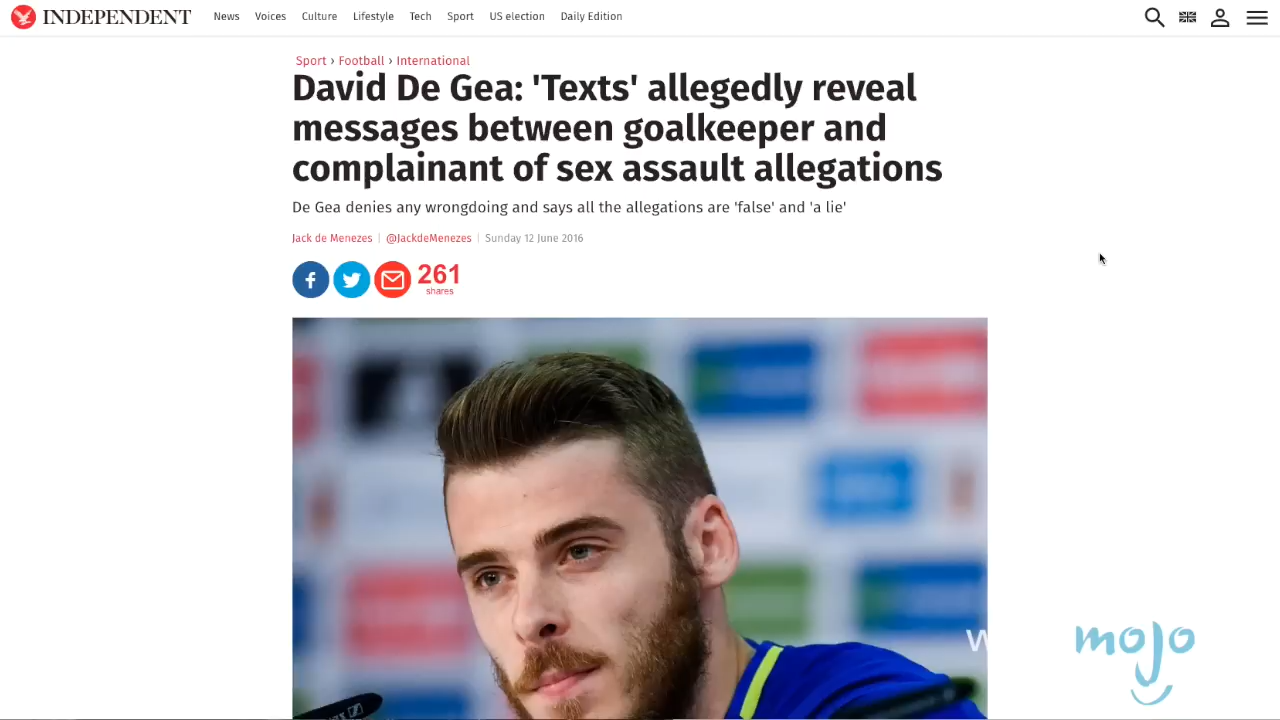 INDEPENDENT News Voices Culture Lifestyle Tech Sport US election Daily Edition
Sport › Football › International
David De Gea: 'Texts' allegedly reveal
messages between goalkeeper and
complainant of sex assault allegations
De Gea denies any wrongdoing and says all the allegations are 'false' and 'a lie'
Jack de Menezes | @JackdeMenezes | Sunday 12 June 2016
261
shares
W
mojo